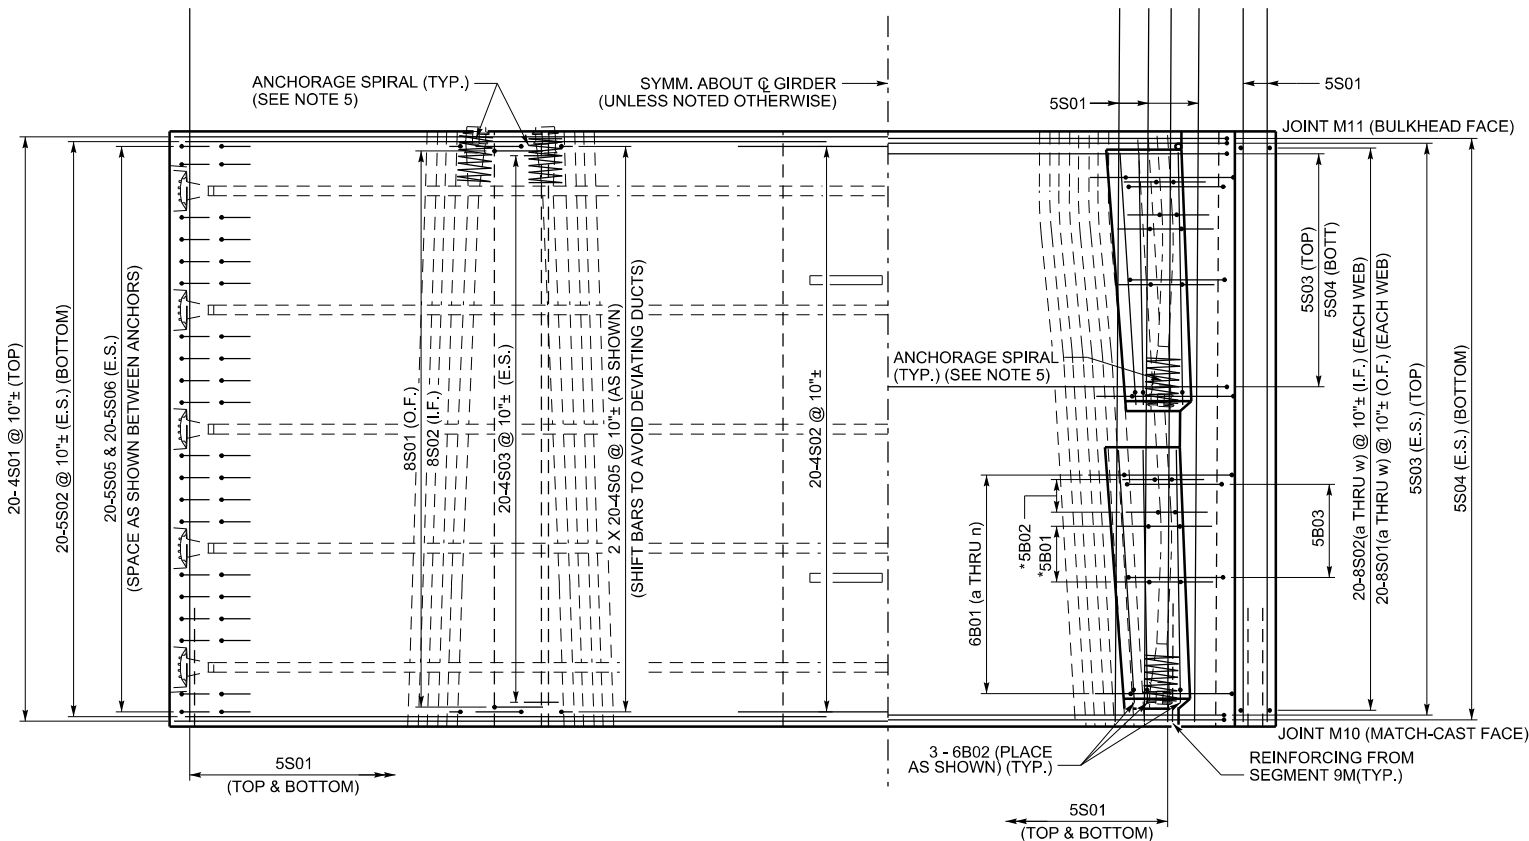 ANCHORAGE SPIRAL (TYP.)
(SEE NOTE 5)
SYMM. ABOUT ℄ GIRDER
(UNLESS NOTED OTHERWISE)
5S01
5S01
JOINT M11 (BULKHEAD FACE)
20- 4S01 @ 10"± (TOP)
20-5S02 @ 10"± (E.S.) (BOTTOM)
20-5S05 & 20-5S06 (E.S.)
(SPACE AS SHOWN BETWEEN ANCHORS)
8S01 (O.F.)
8S02 (I.F.)
20-4S03 @ 10"± (E.S.)
2 X 20-4S05 @ 10"± (AS SHOWN)
(SHIFT BARS TO AVOID DEVIATING DUCTS)
20-4S02 @ 10"±
ANCHORAGE SPIRAL
(TYP.) (SEE NOTE 5)
6B01 (a THRU n)
*5B02
*5B01
5S03 (TOP)
5S04 (BOTT)
5B03
20-8S02(a THRU w) @ 10"± (I.F.) (EACH WEB)
20-8S01(a THRU w) @ 10"± (O.F.) (EACH WEB)
5S03 (E.S.) (TOP)
5S04 (E.S.) (BOTTOM)
JOINT M10 (MATCH-CAST FACE)
3 - 6B02 (PLACE
AS SHOWN) (TYP.)
REINFORCING FROM
SEGMENT 9M(TYP.)
5S01
(TOP & BOTTOM)
5S01
(TOP & BOTTOM)